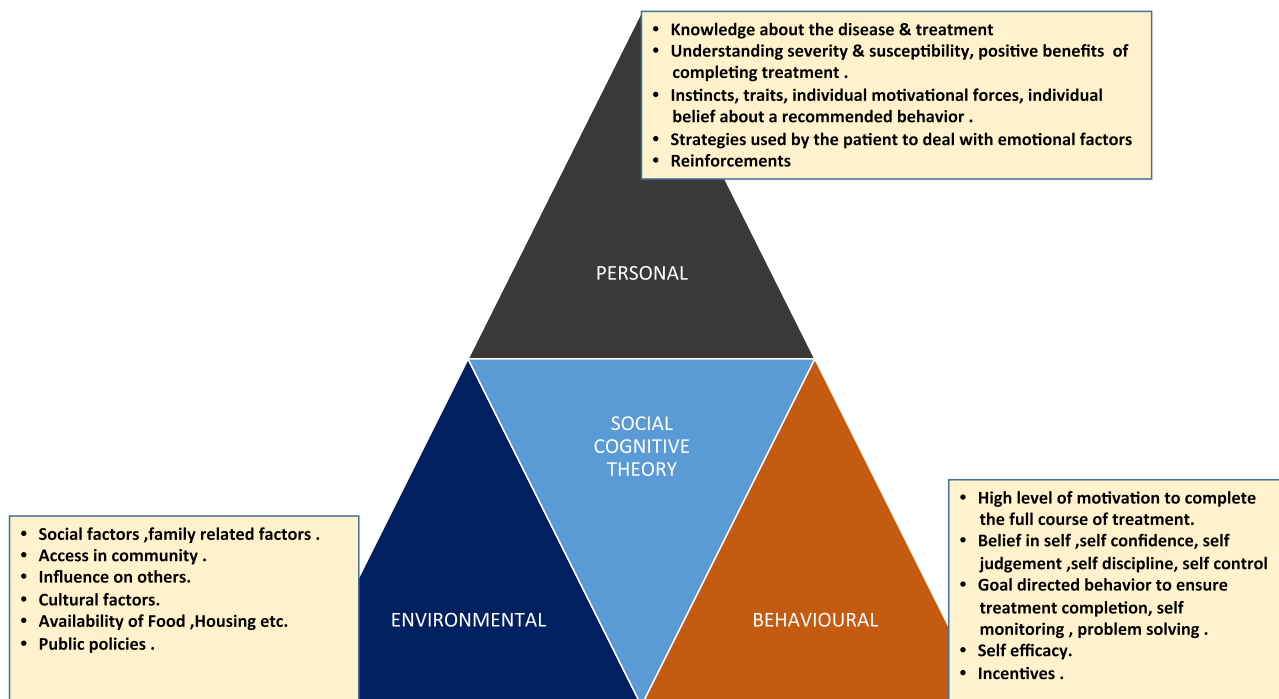 • Knowledge about the disease & treatment
• Understanding severity & susceptibility, positive benefits of
completing treatment .
• Instincts, traits, individual motivational forces, individual
belief about a recommended behavior .
• Strategies used by the patient to deal with emotional factors
• Reinforcements
PERSONAL
SOCIAL
COGNITIVE
THEORY
• Social factors ,family related factors .
• Access in community .
• Influence on others.
• Cultural factors.
• Availability of Food ,Housing etc.
• Public policies .
ENVIRONMENTAL
BEHAVIOURAL
• High level of motivation to complete
the full course of treatment.
• Belief in self ,self confidence, self
judgement ,self discipline, self control
• Goal directed behavior to ensure
treatment completion, self
monitoring , problem solving .
• Self efficacy.
• Incentives .